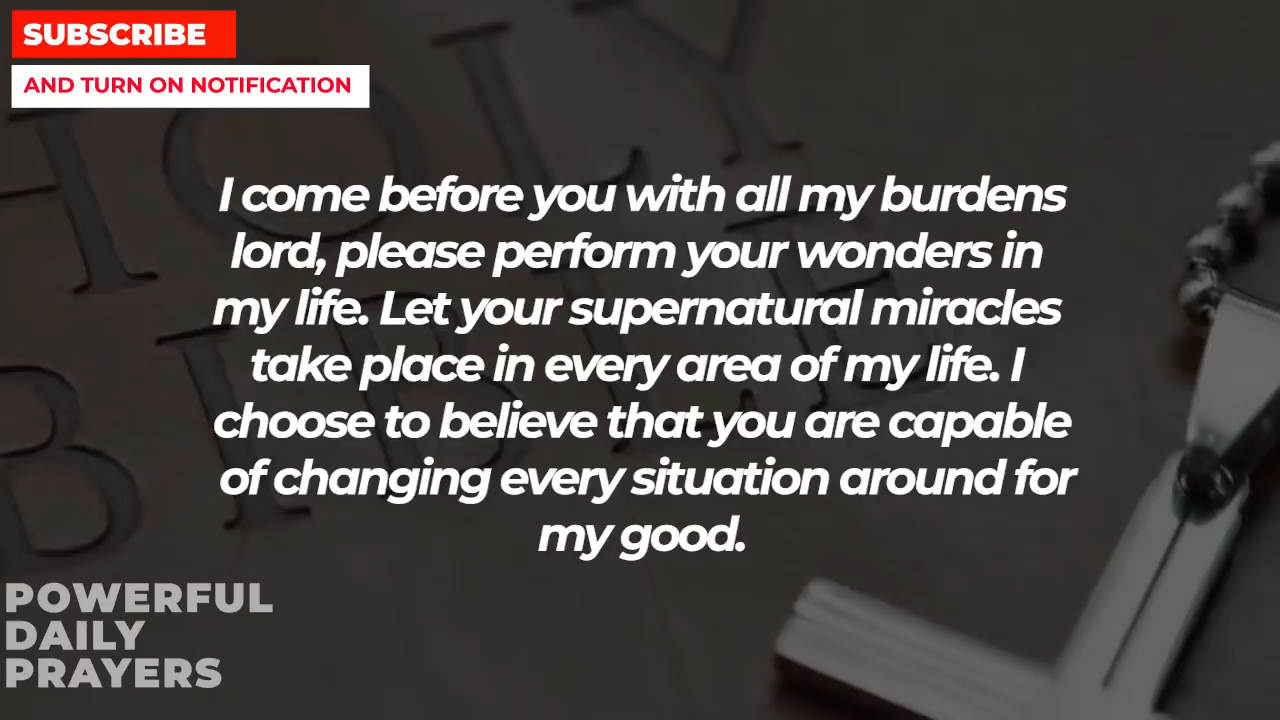 SUBSCRIBE
AND TURN ON NOTIFICATION
HOLY
I come before you with all my burdens
lord, please perform your wonders in
my life. Let your supernatural miracles
take place in every area of my life. I
choose to believe that you are capable
of changing every situation around for
my good.
BIBLE
POWERFUL
DAILY
PRAYERS